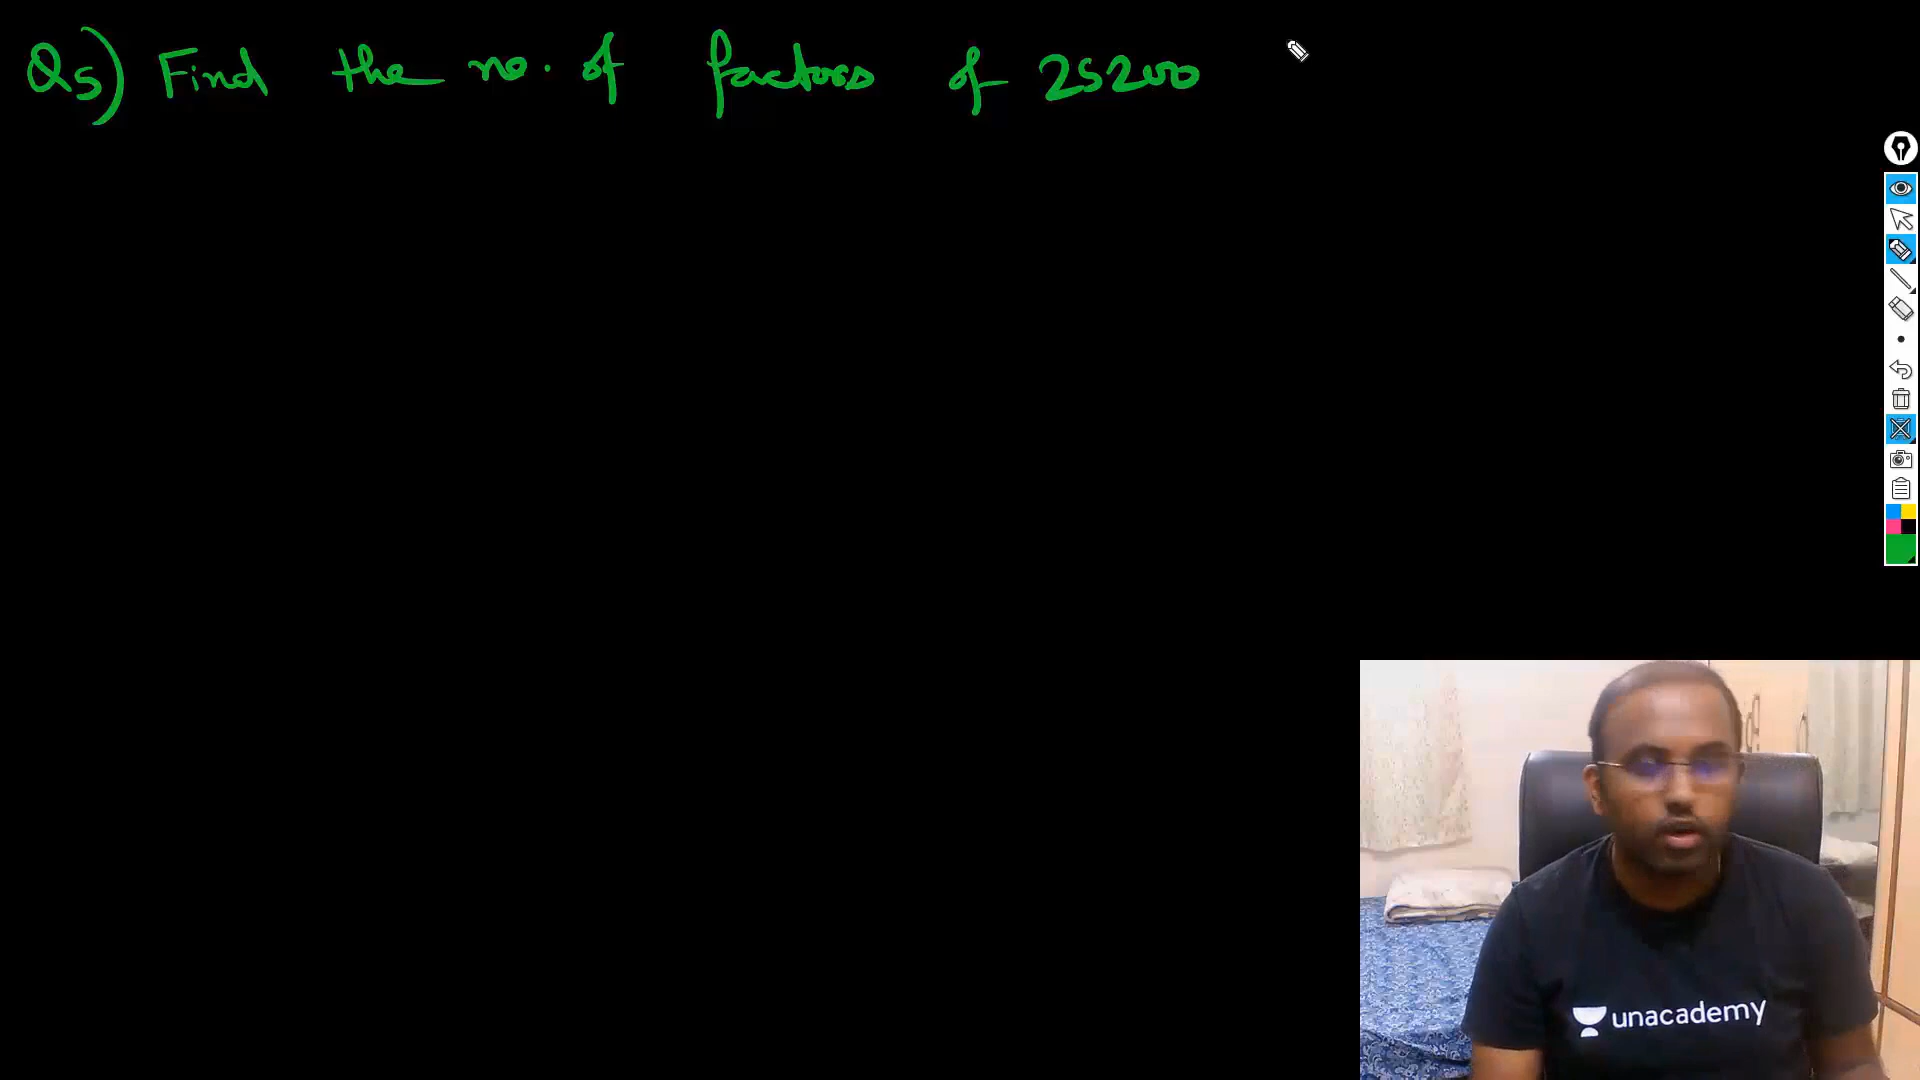 Q5) Find the no. of factors of 25200
unacademy